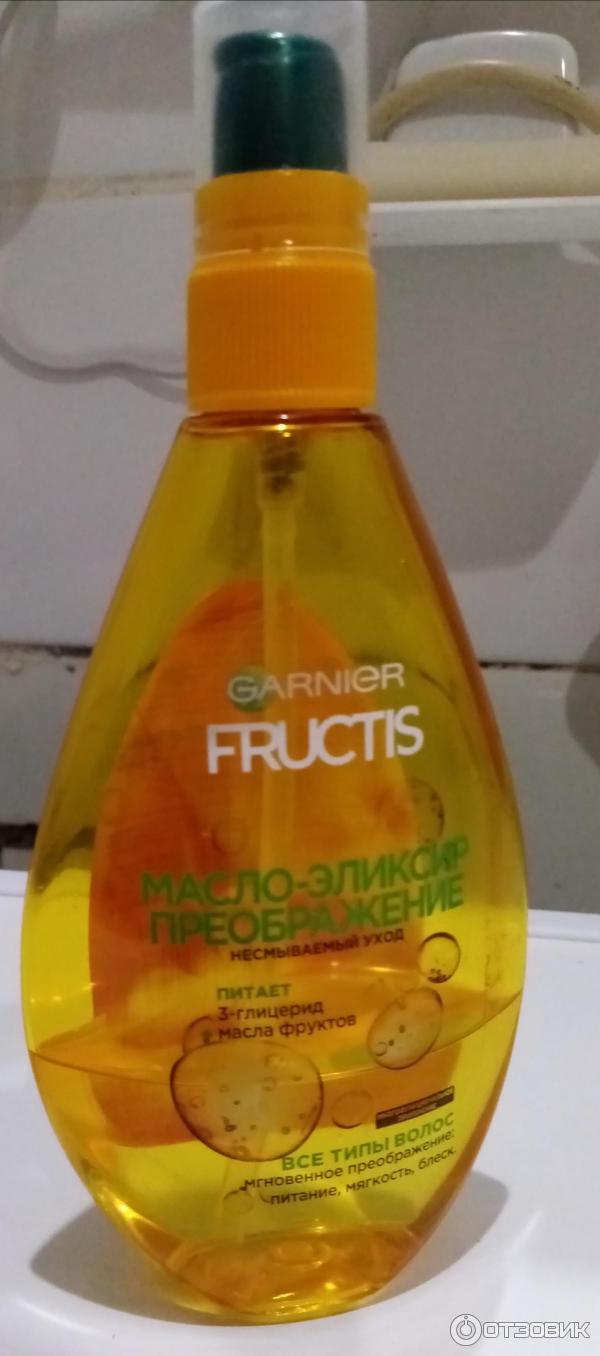 GARNIER
FRUCTIS
МАСЛО-ЭЛИКСИР
ПРЕОБРАЖЕНИЕ
НЕСМЫВАЕМЫЙ УХОД
ПИТАЕТ
3-глицерид
масла фруктов
ВСЕ ТИПЫ ВОЛОС
мгновенное преображение:
питание, мягкость, блеск.
ОТЗОВИК